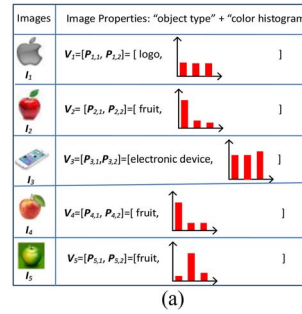 Images
Image Properties: “object type” + “color histogram
I1
V1=[P1,1, P1,2]= [ logo, ]
I2
V2= [P2,1, P2,2]=[ fruit, ]
I3
V3=[P3,1,P3,2]=[electronic device, ]
I4
V4=[P4,1, P4,2]=[ fruit, ]
I5
V5=[P5,1, P5,2]=[fruit, ]
(a)